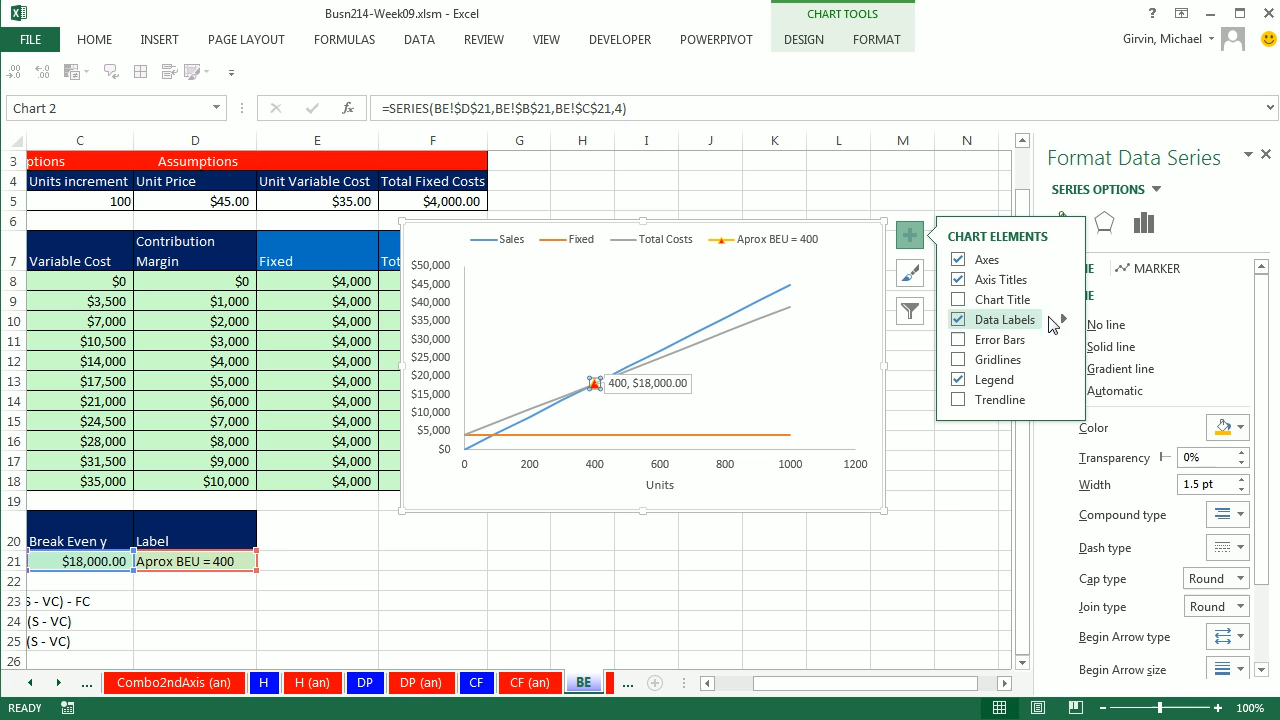 Busn214-Week09.xlsm - Excel
CHART TOOLS
FILE HOME INSERT PAGE LAYOUT FORMULAS DATA REVIEW VIEW DEVELOPER POWERPIVOT DESIGN FORMAT
Girvin, Michael
Chart 2
=SERIES(BE!$D$21,BE!$B$21,BE!$C$21,4)
C D E F G H I J K L M N
3 ptions Assumptions
4 Units increment Unit Price Unit Variable Cost Total Fixed Costs
5 100 $45.00 $35.00 $4,000.00
6
7 Variable Cost Contribution Margin Fixed Tot
8 $0 $0 $4,000
9 $3,500 $1,000 $4,000
10 $7,000 $2,000 $4,000
11 $10,500 $3,000 $4,000
12 $14,000 $4,000 $4,000
13 $17,500 $5,000 $4,000
14 $21,000 $6,000 $4,000
15 $24,500 $7,000 $4,000
16 $28,000 $8,000 $4,000
17 $31,500 $9,000 $4,000
18 $35,000 $10,000 $4,000
19
20 Break Even y Label
21 $18,000.00 Aprox BEU = 400
22
23 S - VC) - FC
24 (S - VC)
25 (S - VC)
26
Sales Fixed Total Costs Aprox BEU = 400
$50,000
$45,000
$40,000
$35,000
$30,000
$25,000
$20,000
$15,000
$10,000
$5,000
$0
400, $18,000.00
0 200 400 600 800 1000 1200
Units
CHART ELEMENTS
Axes
Axis Titles
Chart Title
Data Labels
Error Bars
Gridlines
Legend
Trendline
Format Data Series
SERIES OPTIONS
NE MARKER
NE
No line
Solid line
Gradient line
Automatic
Color
Transparency 0%
Width 1.5 pt
Compound type
Dash type
Cap type Round
Join type Round
Begin Arrow type
Begin Arrow size
... Combo2ndAxis (an) H H (an) DP DP (an) CF CF (an) BE ...
READY
100%